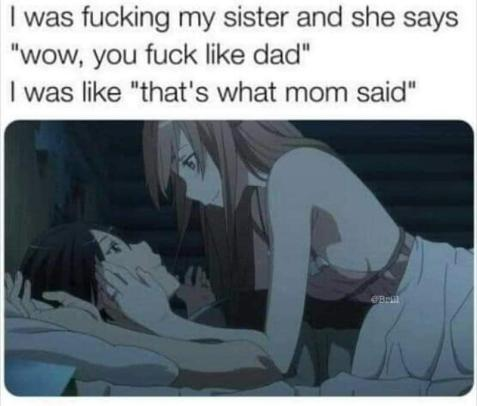 I was fucking my sister and she says
"wow, you fuck like dad"
I was like "that's what mom said"